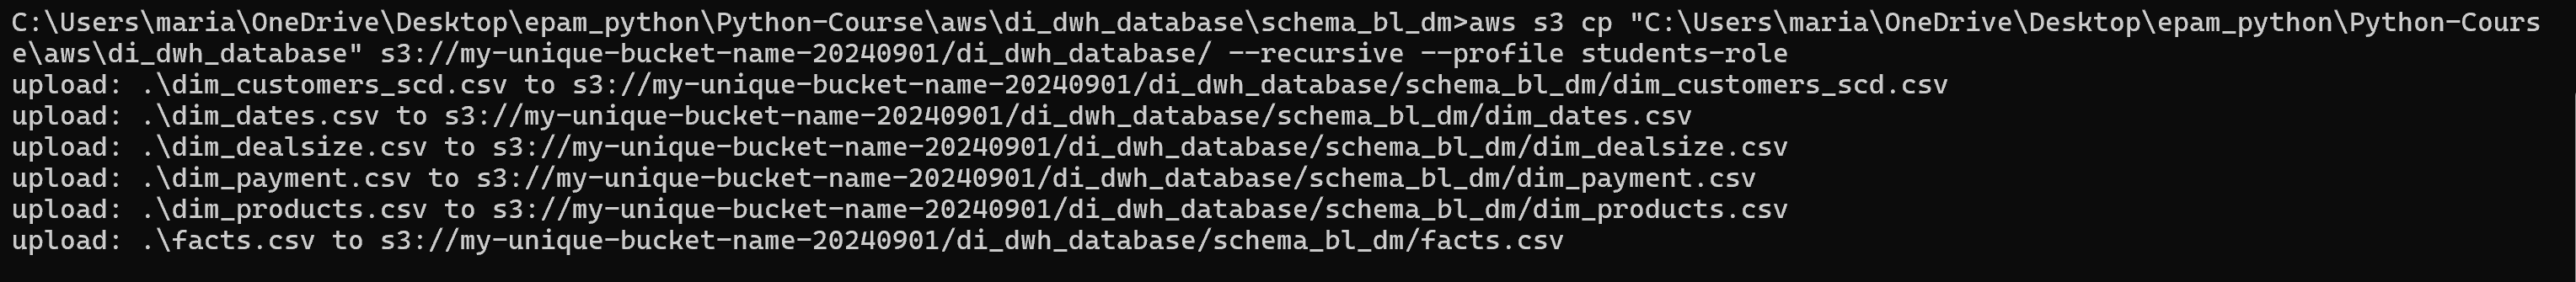 C:\Users\maria\OneDrive\Desktop\epam_python\Python-Course\aws\di_dwh_database\schema_bl_dm>aws s3 cp "C:\Users\maria\OneDrive\Desktop\epam_python\Python-Cours
e\aws\di_dwh_database" s3://my-unique-bucket-name-20240901/di_dwh_database/ --recursive --profile students-role
upload: .\dim_customers_scd.csv to s3://my-unique-bucket-name-20240901/di_dwh_database/schema_bl_dm/dim_customers_scd.csv
upload: .\dim_dates.csv to s3://my-unique-bucket-name-20240901/di_dwh_database/schema_bl_dm/dim_dates.csv
upload: .\dim_dealsize.csv to s3://my-unique-bucket-name-20240901/di_dwh_database/schema_bl_dm/dim_dealsize.csv
upload: .\dim_payment.csv to s3://my-unique-bucket-name-20240901/di_dwh_database/schema_bl_dm/dim_payment.csv
upload: .\dim_products.csv to s3://my-unique-bucket-name-20240901/di_dwh_database/schema_bl_dm/dim_products.csv
upload: .\facts.csv to s3://my-unique-bucket-name-20240901/di_dwh_database/schema_bl_dm/facts.csv